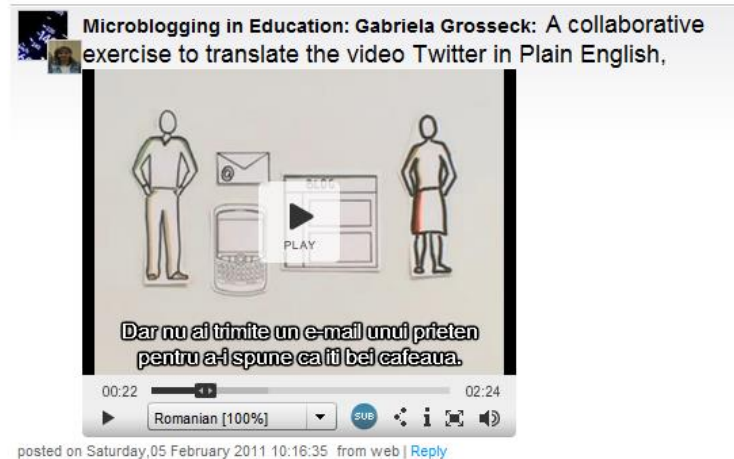 Microblogging in Education: Gabriela Grosseck: A collaborative
exercise to translate the video Twitter in Plain English,
BLOG
@
PLAY
Dar nu ai trimite un e-mail unui prieten
pentru a-i spune ca iti bei cafeaua.
00:22
02:24
Romanian [100%]
SUB
posted on Saturday,05 February 2011 10:16:35 from web | Reply